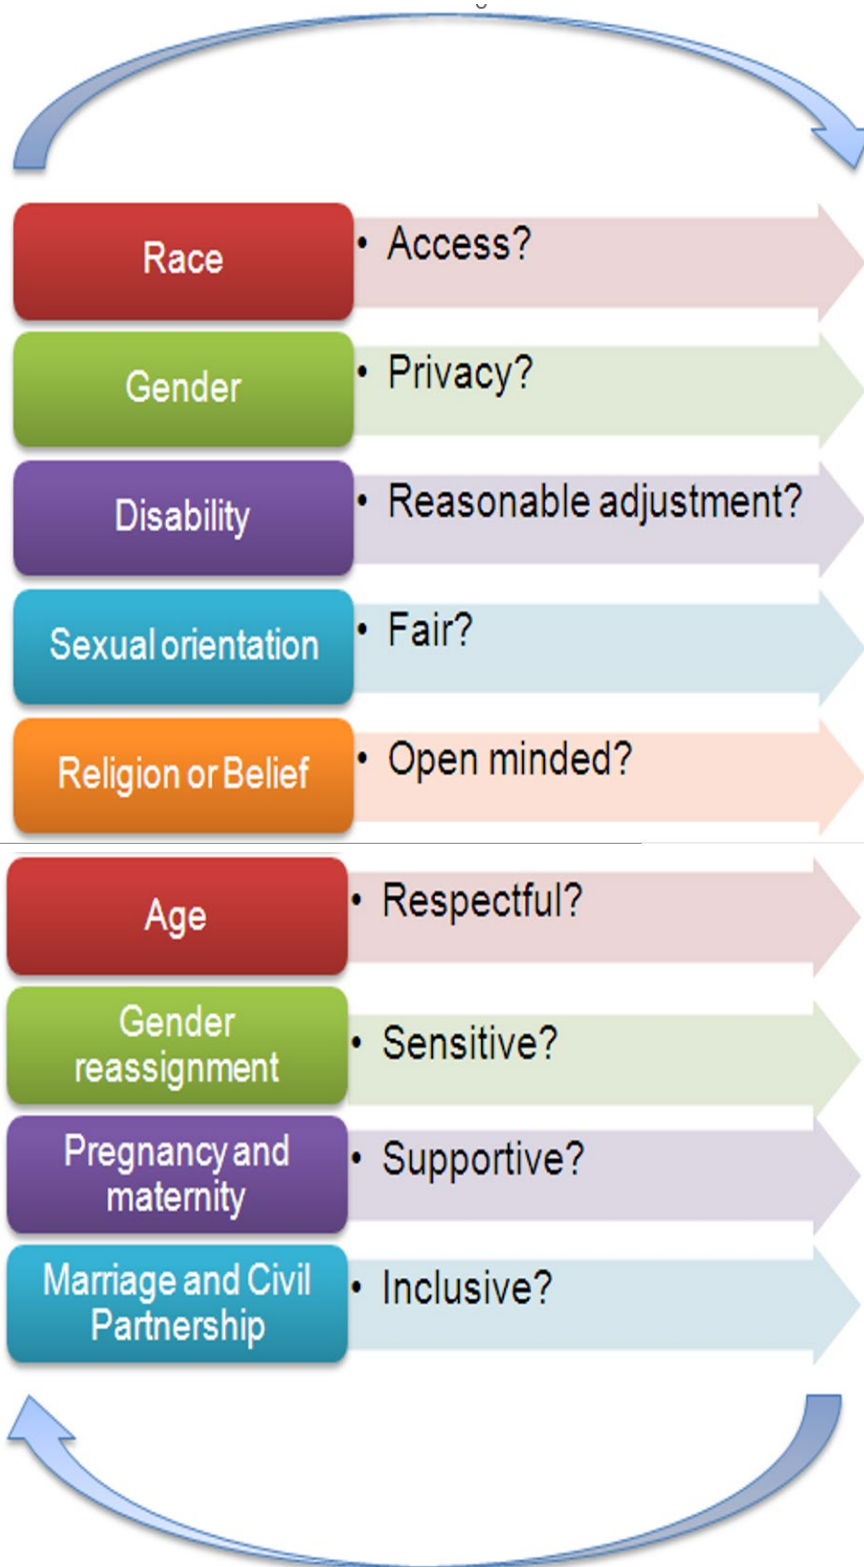 Race
• Access?
Gender
• Privacy?
Disability
• Reasonable adjustment?
Sexual orientation
• Fair?
Religion or Belief
• Open minded?
Age
• Respectful?
Gender
reassignment
• Sensitive?
Pregnancy and
maternity
• Supportive?
Marriage and Civil
Partnership
• Inclusive?